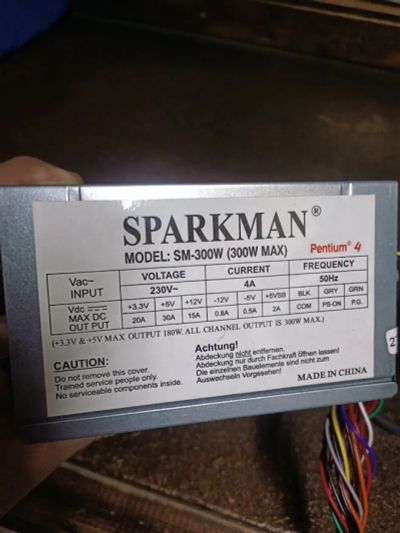 SPARKMAN®
MODEL: SM-300W (300W MAX) Pentium® 4
Vac~ INPUT VOLTAGE CURRENT FREQUENCY
230V~ 4A 50Hz
Vdc MAX DC OUT PUT +3.3V +5V +12V -12V -5V +5VSB BLK GRY GRN
20A 30A 15A 0.8A 0.5A 2A COM PS-ON P.G.
(+3.3V & +5V MAX OUTPUT 180W. ALL CHANNEL OUTPUT IS 300W MAX.)
CAUTION:
Do not remove this cover.
Trained service people only.
No serviceable components inside.
Achtung!
Abdeckung nicht entfernen.
Abdeckung nur durch Fachkraft öffnen lassen!
Die einzelnen Bauelemente sind nicht zum
Auswechseln Vorgesehen!
MADE IN CHINA